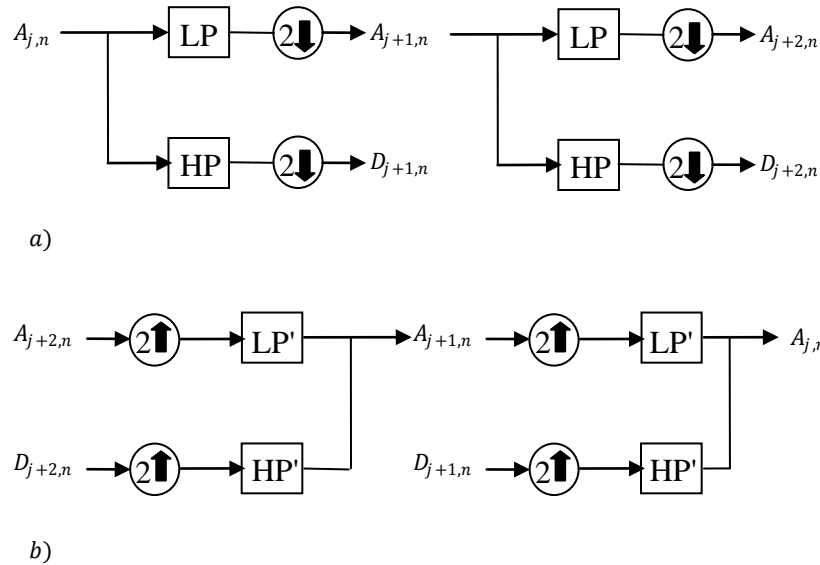 A_{j,n} LP 2 A_{j+1,n} LP 2 A_{j+2,n}
HP 2 D_{j+1,n} HP 2 D_{j+2,n}
a)
A_{j+2,n} 2 LP' A_{j+1,n} 2 LP' A_{j,n}
D_{j+2,n} 2 HP' D_{j+1,n} 2 HP'
b)